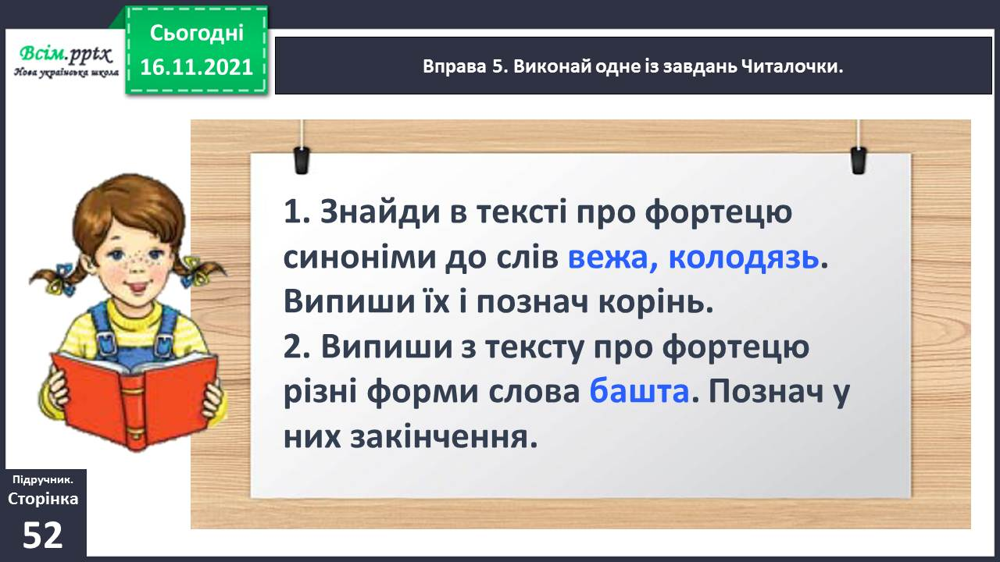 Всім.pptx
Нова українська школа
Сьогодні
16.11.2021
Вправа 5. Виконай одне із завдань Читалочки.
1. Знайди в тексті про фортецю
синоніми до слів вежа, колодязь.
Випиши їх і познач корінь.
2. Випиши з тексту про фортецю
різні форми слова башта. Познач у
них закінчення.
Підручник.
Сторінка
52